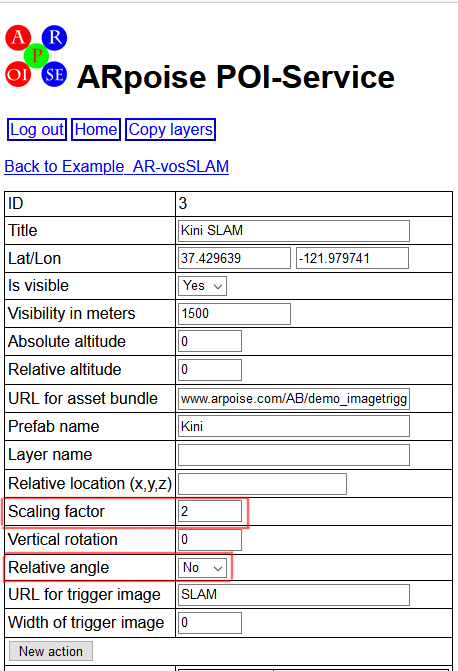 A R
P
OI SE
ARpoise POI-Service
Log out Home Copy layers
Back to Example_AR-vosSLAM
ID 3
Title Kini SLAM
Lat/Lon 37.429639 -121.979741
Is visible Yes
Visibility in meters 1500
Absolute altitude 0
Relative altitude 0
URL for asset bundle www.arpoise.com/AB/demo_imagetrigg
Prefab name Kini
Layer name
Relative location (x,y,z)
Scaling factor 2
Vertical rotation 0
Relative angle No
URL for trigger image SLAM
Width of trigger image 0
New action